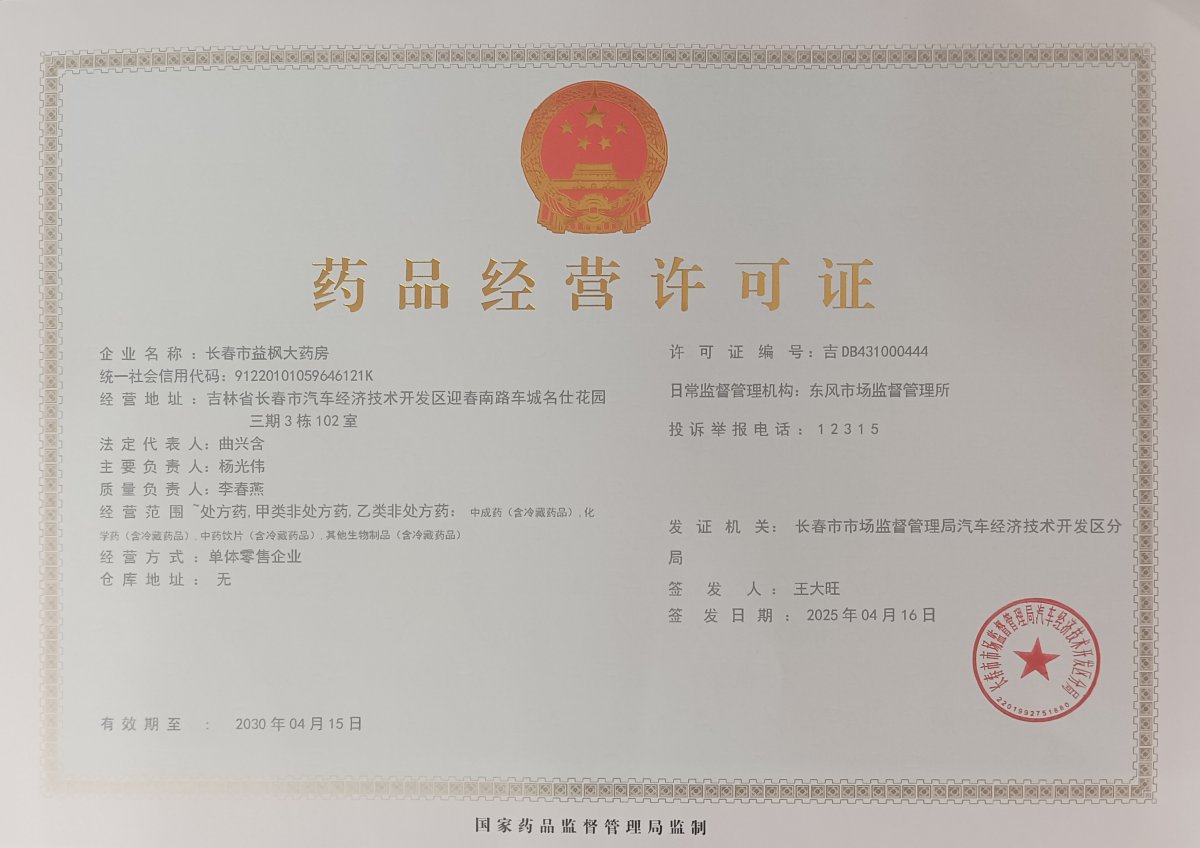 药品经营许可证
企业名称：长春市益枫大药房
统一社会信用代码：91220101059646121K
经营地址：吉林省长春市汽车经济技术开发区迎春南路车城名仕花园
三期3栋102室
法定代表人：曲兴含
主要负责人：杨光伟
质量负责人：李春燕
经营范围~处方药,甲类非处方药,乙类非处方药：中成药（含冷藏药品）,化
学药（含冷藏药品）,中药饮片（含冷藏药品）,其他生物制品（含冷藏药品）
经营方式：单体零售企业
仓库地址：无
有效期至：2030年04月15日
许可证编号：吉DB431000444
日常监督管理机构：东风市场监督管理所
投诉举报电话：12315
发证机关：长春市市场监督管理局汽车经济技术开发区分
局
签发人：王大旺
签发日期：2025年04月16日
长春市市场监督管理局汽车经济技术开发区分局
2201992751880
国家药品监督管理局监制